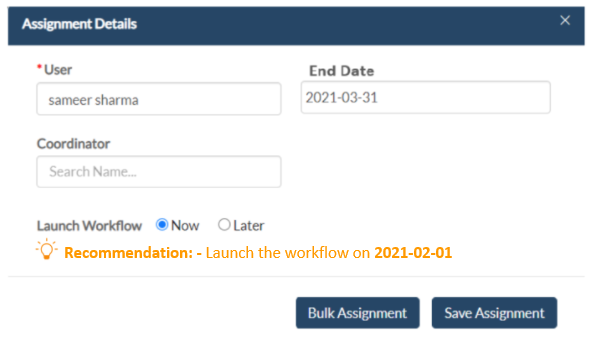 Assignment Details ×
* User End Date
sameer sharma 2021-03-31
Coordinator
Search Name...
Launch Workflow Now Later
Recommendation: - Launch the workflow on 2021-02-01
Bulk Assignment Save Assignment